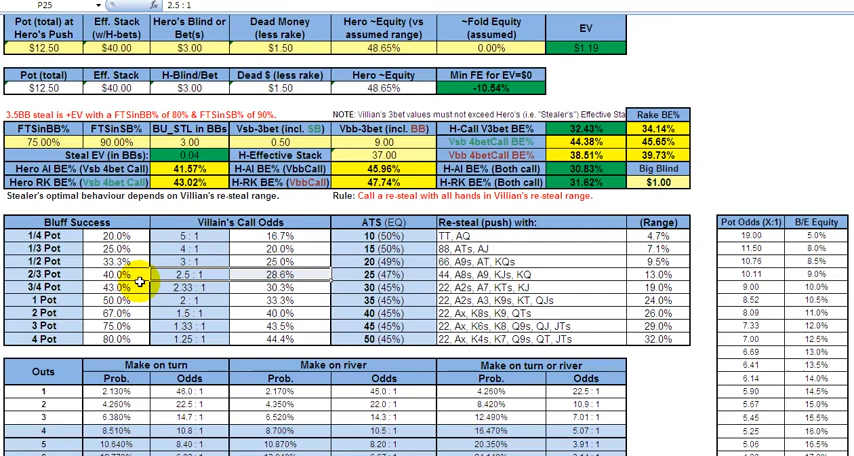 P25 fx 2.5 : 1
Pot (total) at Hero's Push Eff. Stack (w/H-bets) Hero's Blind or Bet(s) Dead Money (less rake) Hero ~Equity (vs assumed range) ~Fold Equity (assumed) EV
$12.50 $40.00 $3.00 $1.50 48.65% 0.00% $1.19
Pot (total) Eff. Stack H-Blind/Bet Dead $ (less rake) Hero ~Equity Min FE for EV=$0
$12.50 $40.00 $3.00 $1.50 48.65% -10.54%
3.5BB steal is +EV with a FTSinBB% of 80% & FTSinSB% of 90%. NOTE: Villian's 3bet values must not exceed Hero's (i.e. "Stealer's") Effective Sta Rake BE%
FTSinBB% FTSinSB% BU_STL in BBs Vsb-3bet (incl. SB) Vbb-3bet (incl. BB) H-Call V3bet BE% 32.43% 34.14%
75.00% 90.00% 3.00 0.50 9.00 Vsb 4betCall BE% 44.38% 45.65%
Steal EV (in BBs): 0.04 H-Effective Stack 37.00 Vbb 4betCall BE% 38.51% 39.73%
Hero AI BE% (Vsb 4bet Call) 41.57% H-AI BE% (VbbCall) 45.96% H-AI BE% (Both call) 30.83% Big Blind
Hero RK BE% (Vsb 4bet Call) 43.02% H-RK BE% (VbbCall) 47.74% H-RK BE% (Both call) 31.62% $1.00
Stealer's optimal behaviour depends on Villian's re-steal range. Rule: Call a re-steal with all hands in Villian's re-steal range.
Bluff Success Villain's Call Odds ATS (EQ) Re-steal (push) with: (Range) Pot Odds (X:1) B/E Equity
1/4 Pot 20.0% 5 : 1 16.7% 10 (50%) TT, AQ 4.7% 19.00 5.0%
1/3 Pot 25.0% 4 : 1 20.0% 15 (50%) 88, ATs, AJ 7.1% 11.50 8.0%
1/2 Pot 33.3% 3 : 1 25.0% 20 (49%) 66, A9s, AT, KQs 9.5% 10.76 8.5%
2/3 Pot 40.0% 2.5 : 1 28.6% 25 (47%) 44, A8s, A9, KJs, KQ 13.0% 10.11 9.0%
3/4 Pot 43.0% 2.33 : 1 30.3% 30 (45%) 22, A2s, A7, KTs, KJ 19.0% 9.00 10.0%
1 Pot 50.0% 2 : 1 33.3% 35 (45%) 22, A2s, A3, K9s, KT, QJs 24.0% 8.52 10.5%
2 Pot 67.0% 1.5 : 1 40.0% 40 (45%) 22, Ax, K8s, K9, QTs 26.0% 8.09 11.0%
3 Pot 75.0% 1.33 : 1 43.5% 45 (45%) 22, Ax, K6s, K8, Q9s, QJ, JTs 29.0% 7.33 12.0%
4 Pot 80.0% 1.25 : 1 44.4% 50 (45%) 22, Ax, K4s, K7, Q9s, QT, JTs 32.0% 7.00 12.5%
6.69 13.0%
Outs Make on turn Make on river Make on turn or river 6.41 13.5%
Prob. Odds Prob. Odds Prob. Odds 6.14 14.0%
1 2.130% 46.0 : 1 2.170% 45.0 : 1 4.260% 22.5 : 1 5.90 14.5%
2 4.260% 22.5 : 1 4.350% 22.0 : 1 8.420% 10.9 : 1 5.67 15.0%
3 6.380% 14.7 : 1 6.520% 14.3 : 1 12.490% 7.01 : 1 5.45 15.5%
4 8.510% 10.8 : 1 8.700% 10.5 : 1 16.470% 5.07 : 1 5.25 16.0%
5 10.640% 8.40 : 1 10.870% 8.20 : 1 20.350% 3.91 : 1 5.06 16.5%